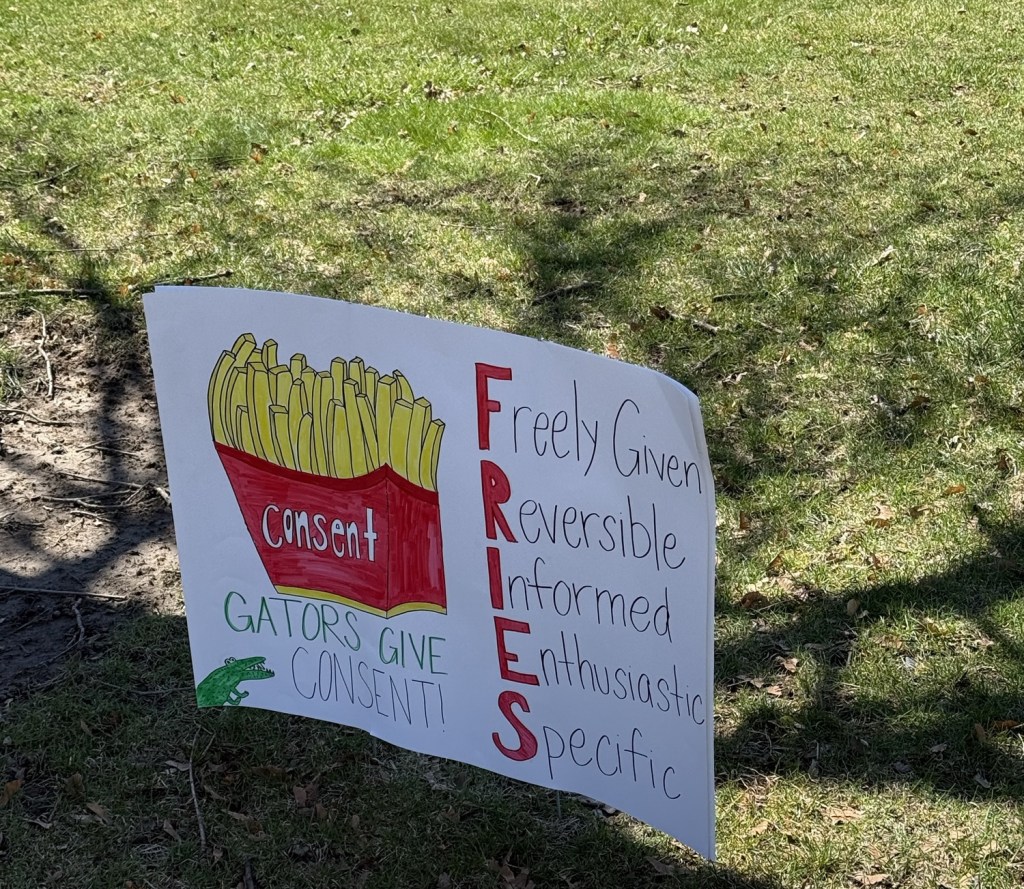 Consent
GATORS GIVE
CONSENT!
Freely Given
Reversible
Informed
Enthusiastic
Specific